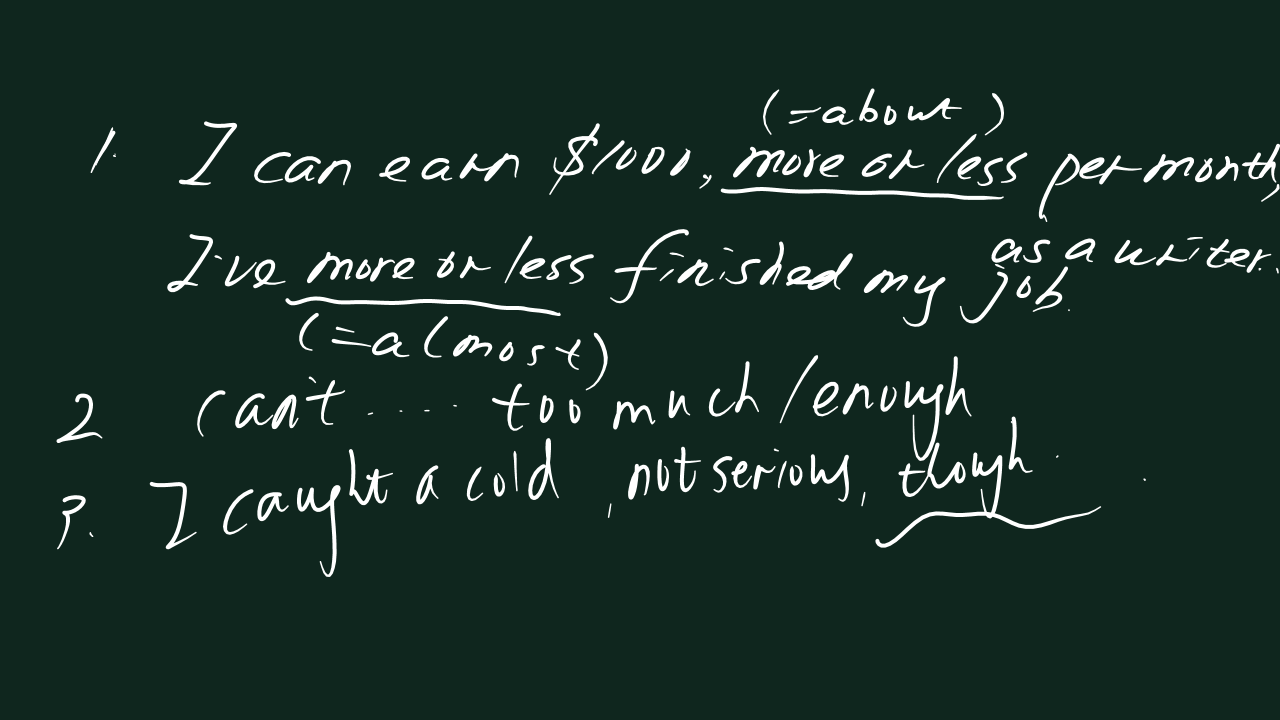 (=about)
1. I can earn $1000, more or less per month,
as a writer.
I've more or less finished my job.
(=almost)
2 can't ..... too much/enough
3. I caught a cold, not serious, though.